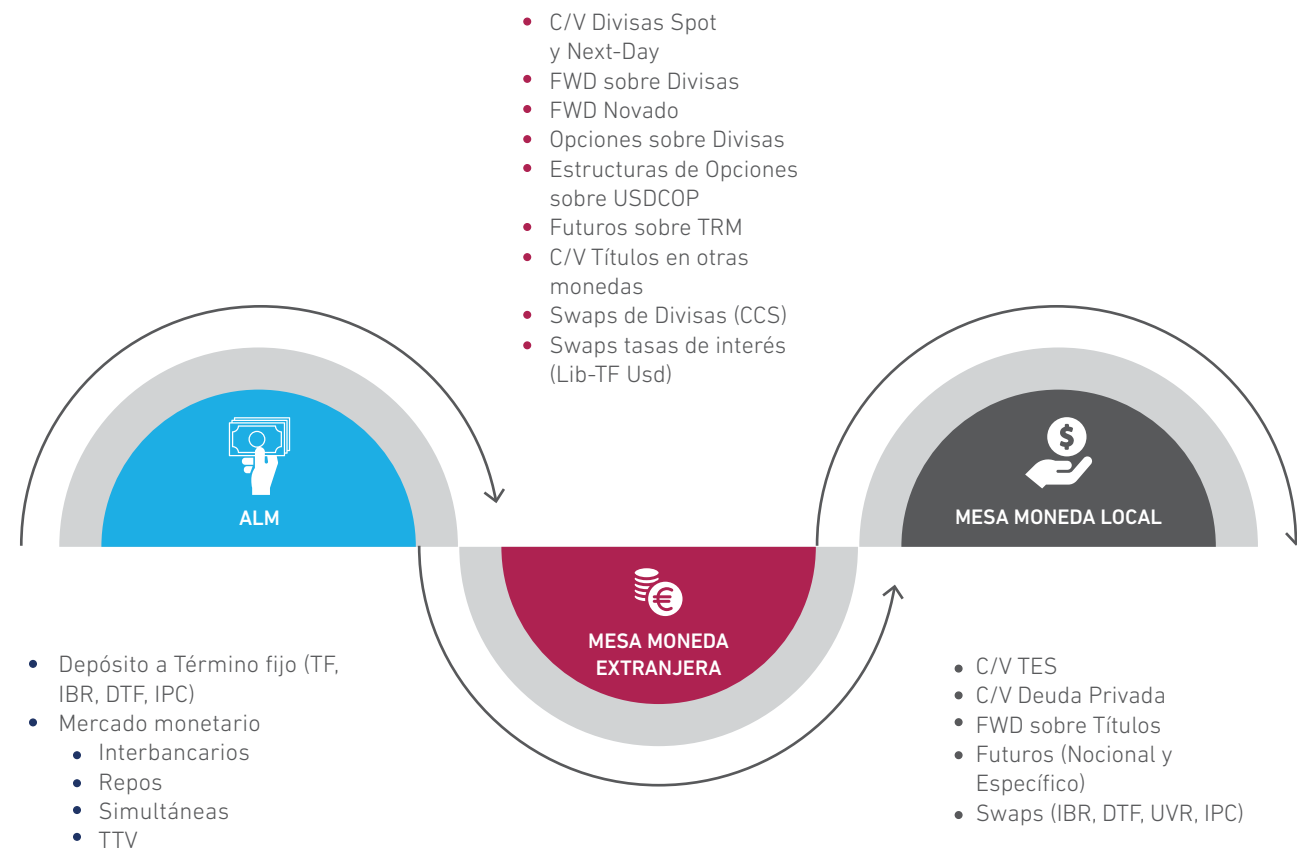 C/V Divisas Spot
y Next-Day
FWD sobre Divisas
FWD Novado
Opciones sobre Divisas
Estructuras de Opciones
sobre USDCOP
Futuros sobre TRM
C/V Títulos en otras
monedas
Swaps de Divisas (CCS)
Swaps tasas de interés
(Lib-TF Usd)
ALM
MESA MONEDA
EXTRANJERA
MESA MONEDA LOCAL
Depósito a Término fijo (TF,
IBR, DTF, IPC)
Mercado monetario
Interbancarios
Repos
Simultáneas
TTV
C/V TES
C/V Deuda Privada
FWD sobre Títulos
Futuros (Nocional y
Específico)
Swaps (IBR, DTF, UVR, IPC)